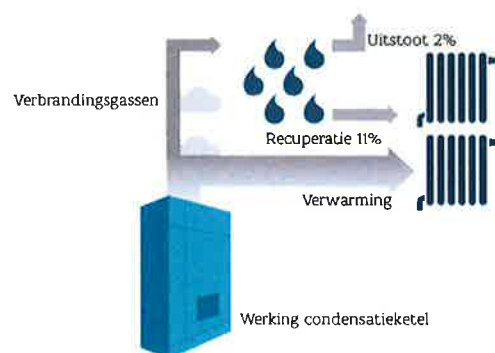 Uitstoot 2%
Verbrandingsgassen
Recuperatie 11%
Verwarming
Werking condensatieketel